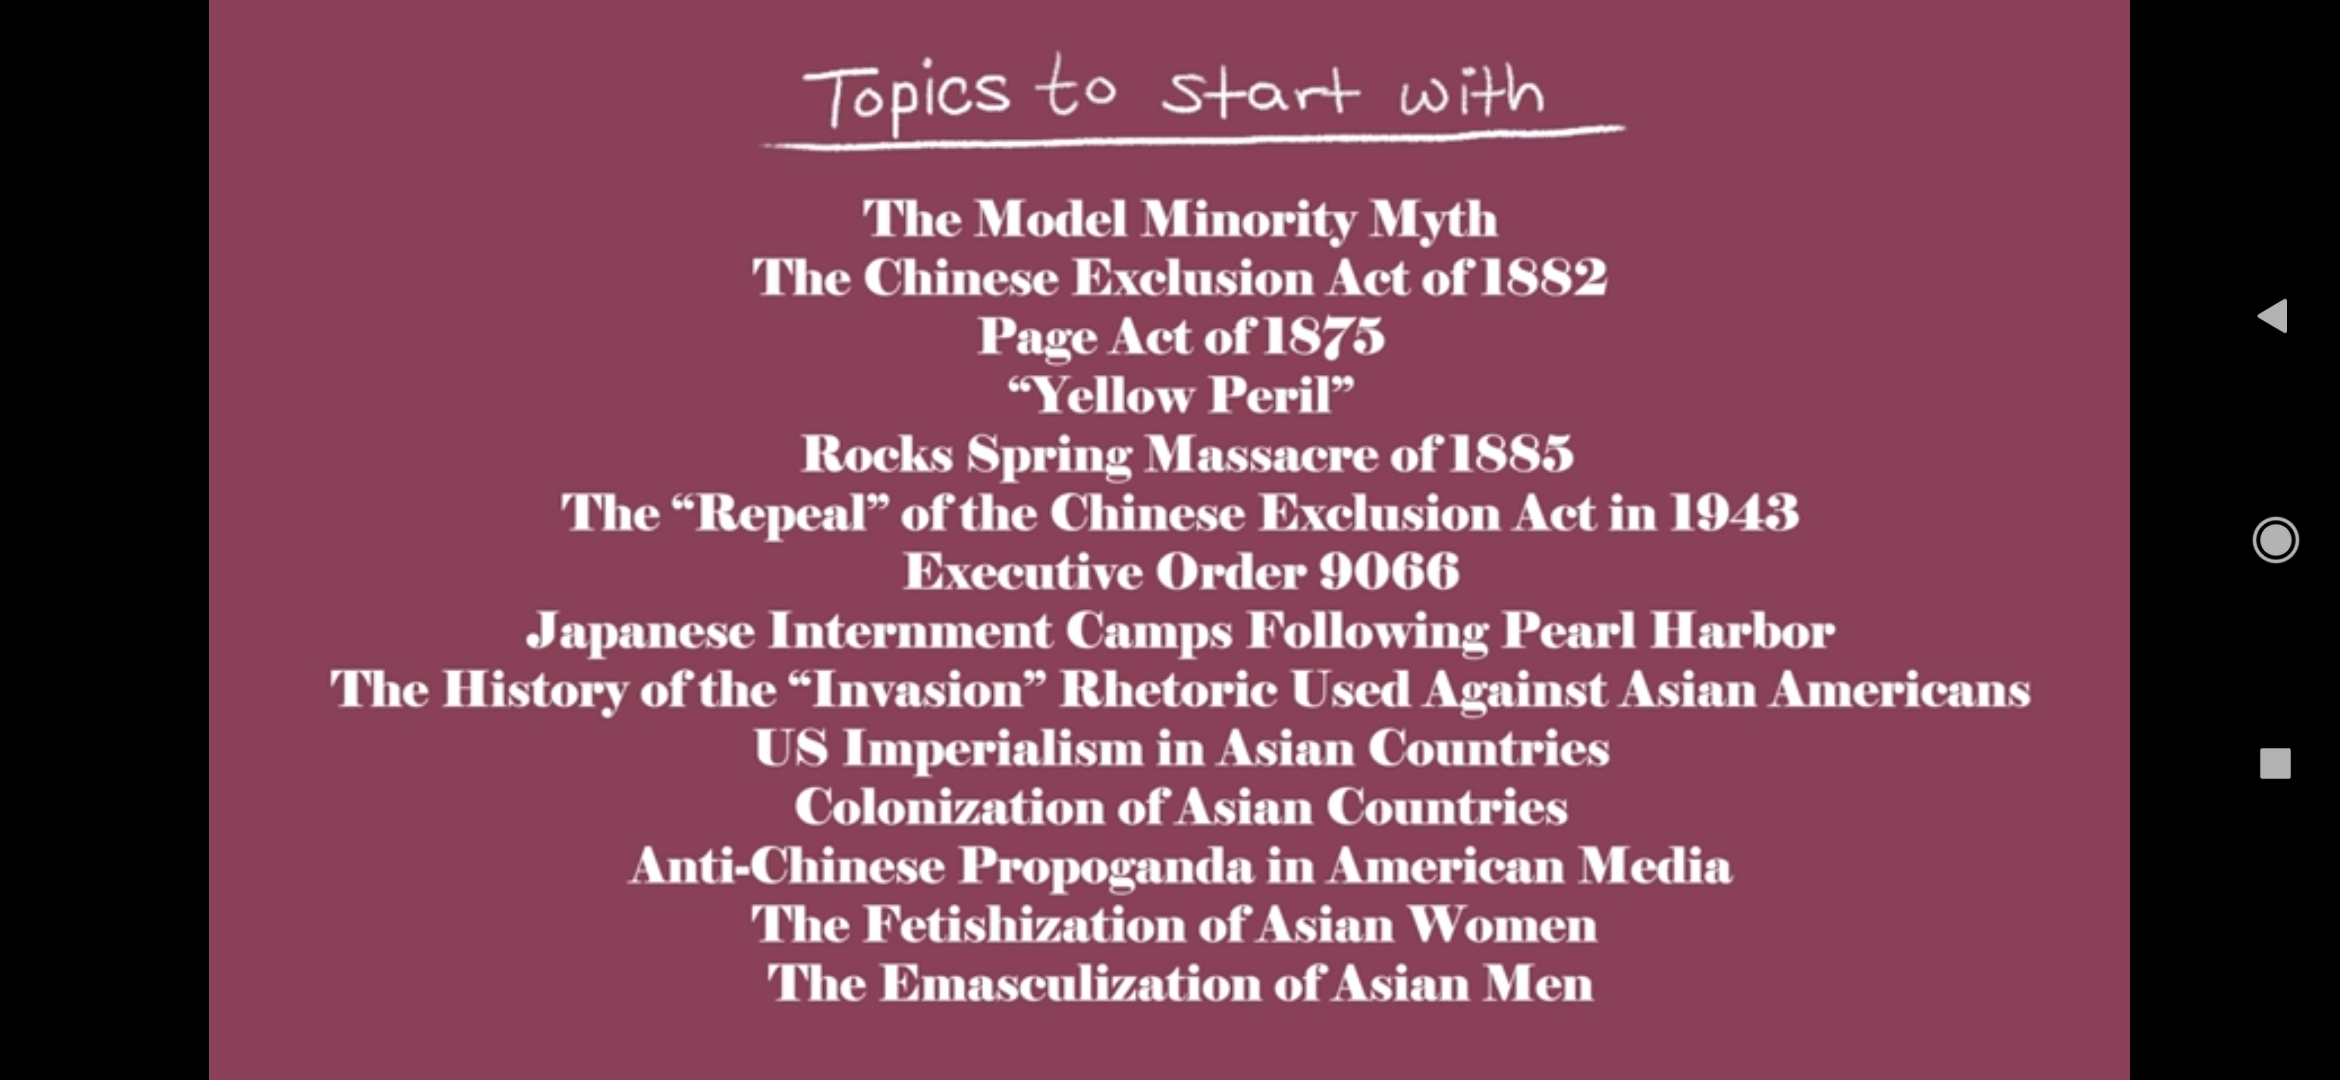 Topics to start with
The Model Minority Myth
The Chinese Exclusion Act of 1882
Page Act of 1875
“Yellow Peril”
Rocks Spring Massacre of 1885
The “Repeal” of the Chinese Exclusion Act in 1943
Executive Order 9066
Japanese Internment Camps Following Pearl Harbor
The History of the “Invasion” Rhetoric Used Against Asian Americans
US Imperialism in Asian Countries
Colonization of Asian Countries
Anti-Chinese Propoganda in American Media
The Fetishization of Asian Women
The Emasculization of Asian Men